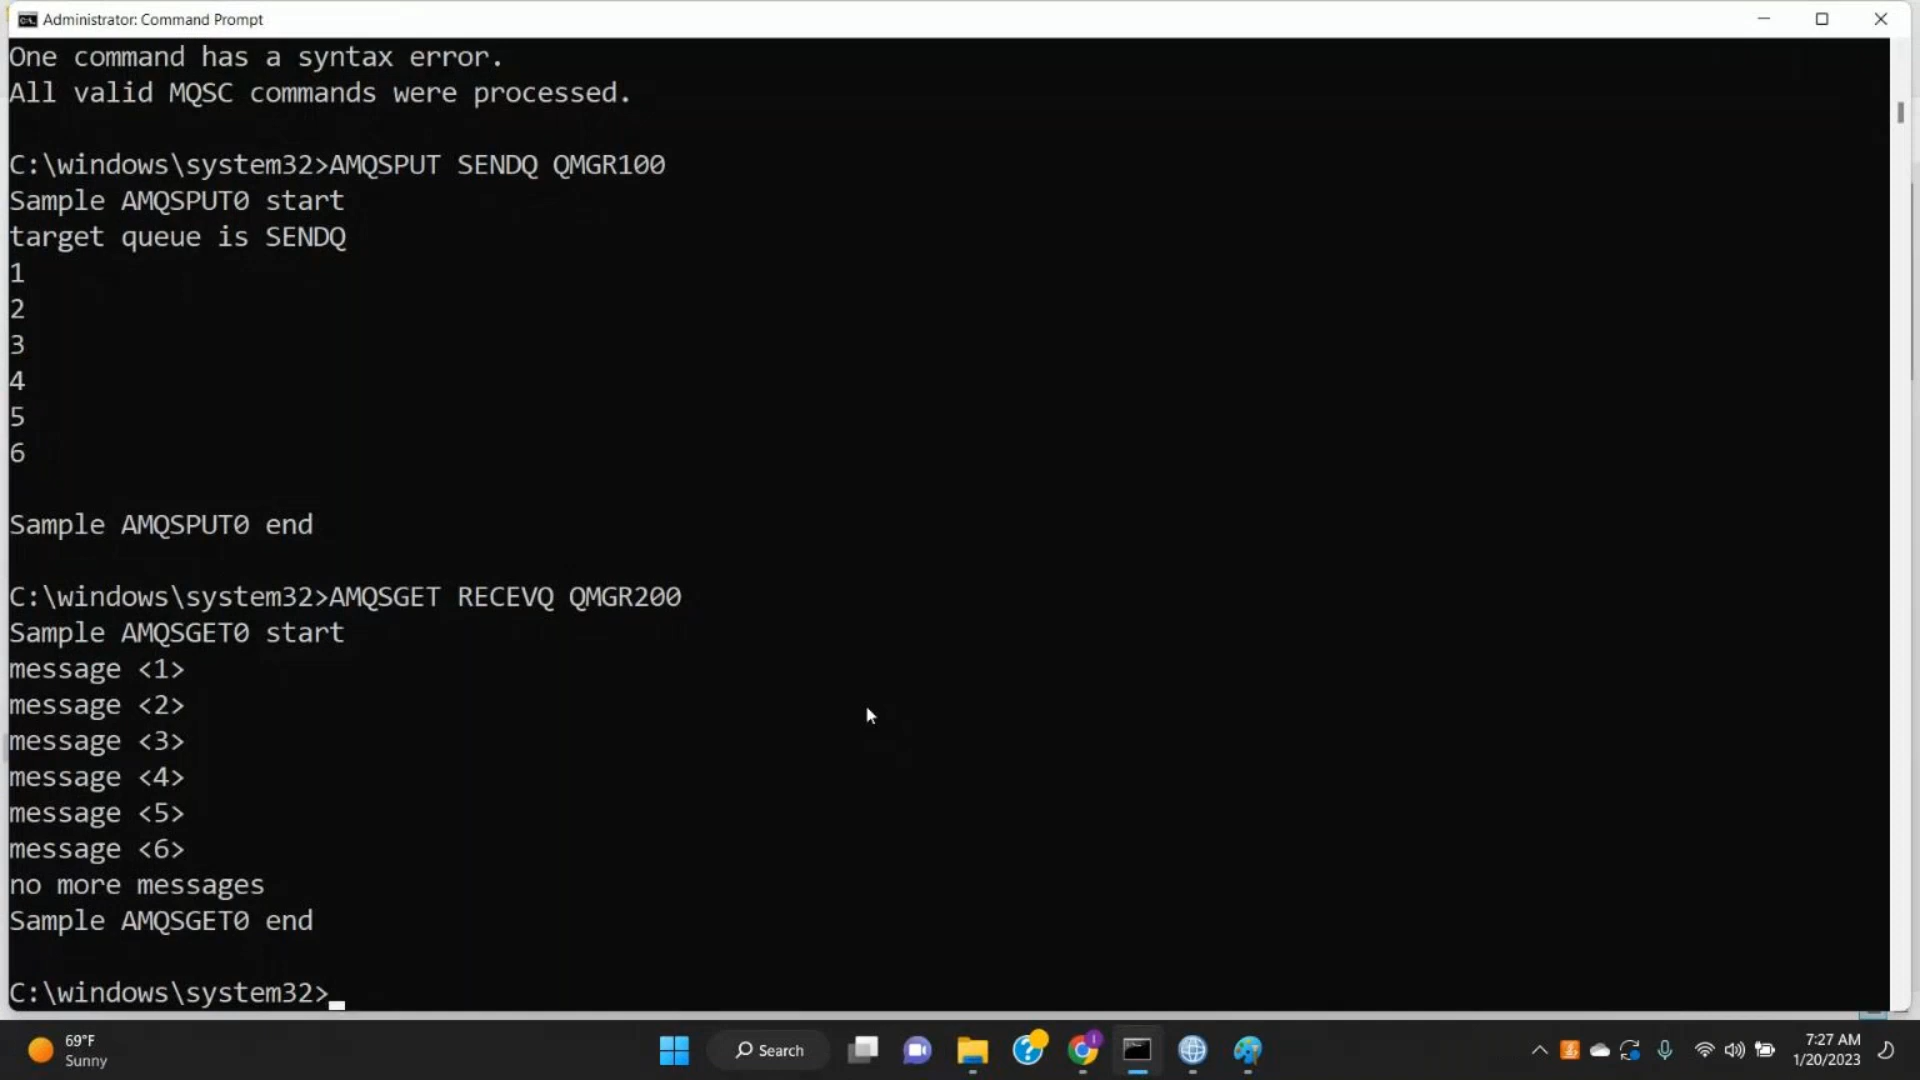 Administrator: Command Prompt
One command has a syntax error.
All valid MQSC commands were processed.
C:\windows\system32>AMQSPUT SENDQ QMGR100
Sample AMQSPUT0 start
target queue is SENDQ
1
2
3
4
5
6
Sample AMQSPUT0 end
C:\windows\system32>AMQSGET RECEVQ QMGR200
Sample AMQSGET0 start
message <1>
message <2>
message <3>
message <4>
message <5>
message <6>
no more messages
Sample AMQSGET0 end
C:\windows\system32>
69°F
Sunny
Search
7:27 AM
1/20/2023